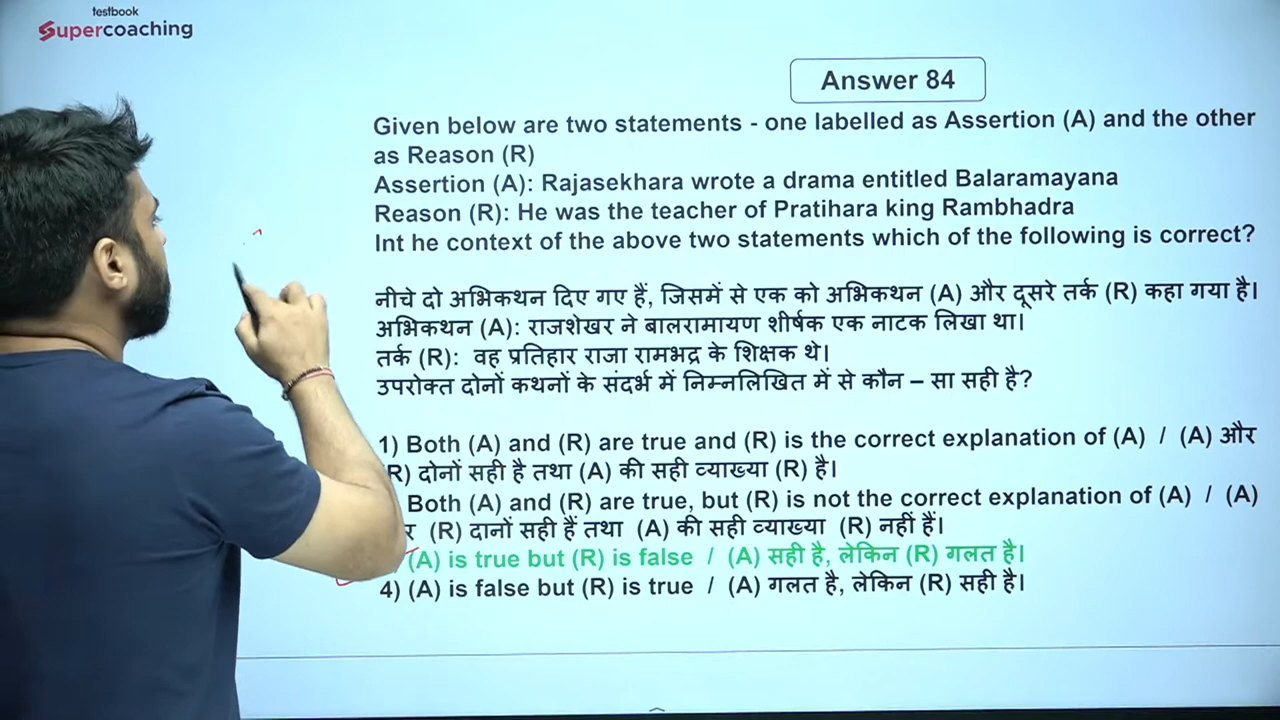 testbook
Supercoaching
Answer 84
Given below are two statements - one labelled as Assertion (A) and the other
as Reason (R)
Assertion (A): Rajasekhara wrote a drama entitled Balaramayana
Reason (R): He was the teacher of Pratihara king Rambhadra
Int he context of the above two statements which of the following is correct?
नीचे दो अभिकथन दिए गए हैं, जिसमें से एक को अभिकथन (A) और दूसरे तर्क (R) कहा गया है।
अभिकथन (A): राजशेखर ने बालरामायण शीर्षक एक नाटक लिखा था।
तर्क (R): वह प्रतिहार राजा रामभद्र के शिक्षक थे।
उपरोक्त दोनों कथनों के संदर्भ में निम्नलिखित में से कौन – सा सही है?
1) Both (A) and (R) are true and (R) is the correct explanation of (A) / (A) और
R) दोनों सही है तथा (A) की सही व्याख्या (R) है।
Both (A) and (R) are true, but (R) is not the correct explanation of (A) / (A)
र (R) दानों सही हैं तथा (A) की सही व्याख्या (R) नहीं हैं।
(A) is true but (R) is false / (A) सही है, लेकिन (R) गलत है।
4) (A) is false but (R) is true / (A) गलत है, लेकिन (R) सही है।